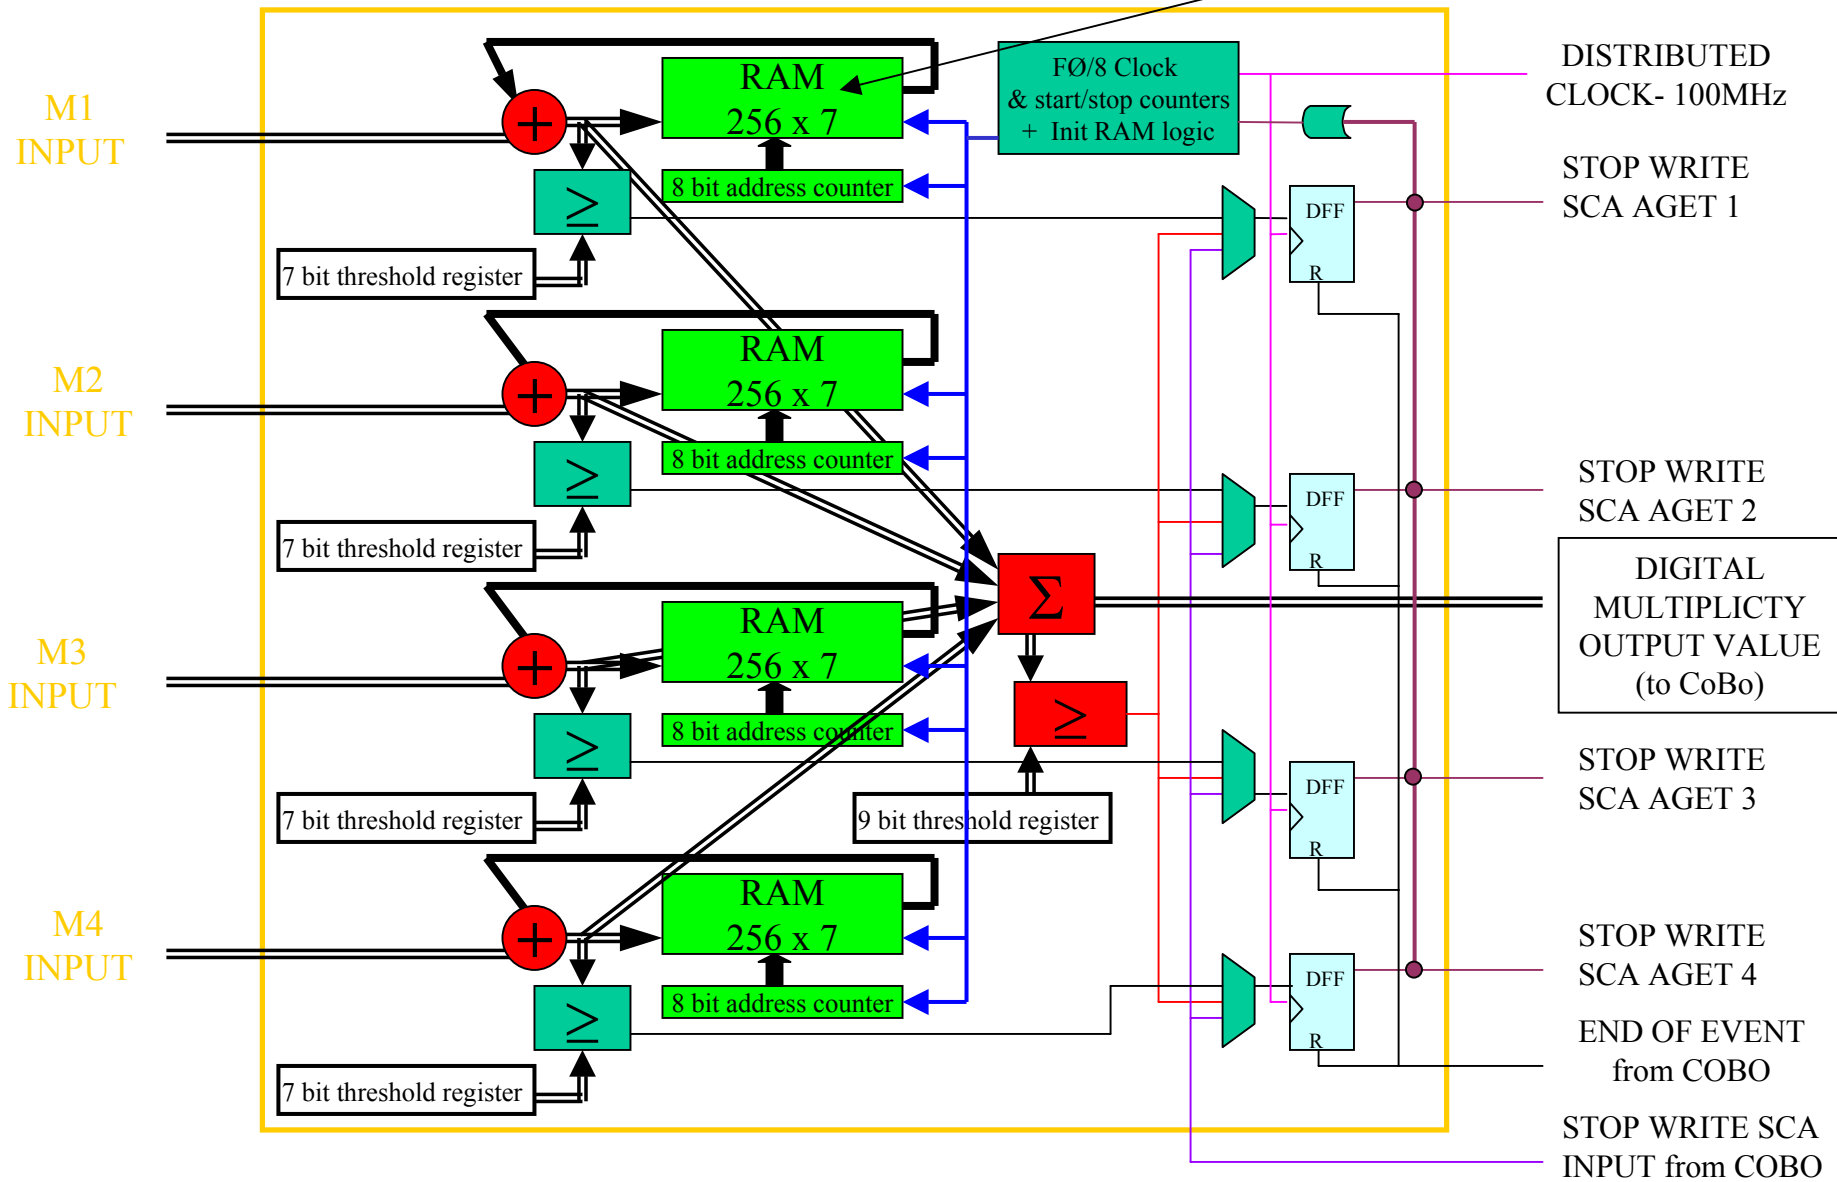 M1
INPUT
+
RAM
256 x 7
8 bit address counter
≥
7 bit threshold register
FØ/8 Clock
& start/stop counters
+ Init RAM logic
DFF
R
DISTRIBUTED
CLOCK- 100MHz
STOP WRITE
SCA AGET 1
M2
INPUT
+
RAM
256 x 7
8 bit address counter
≥
7 bit threshold register
DFF
R
STOP WRITE
SCA AGET 2
Σ
≥
9 bit threshold register
DIGITAL
MULTIPLICTY
OUTPUT VALUE
(to CoBo)
M3
INPUT
+
RAM
256 x 7
8 bit address counter
≥
7 bit threshold register
DFF
R
STOP WRITE
SCA AGET 3
M4
INPUT
+
RAM
256 x 7
8 bit address counter
≥
7 bit threshold register
DFF
R
STOP WRITE
SCA AGET 4
END OF EVENT
from COBO
STOP WRITE SCA
INPUT from COBO